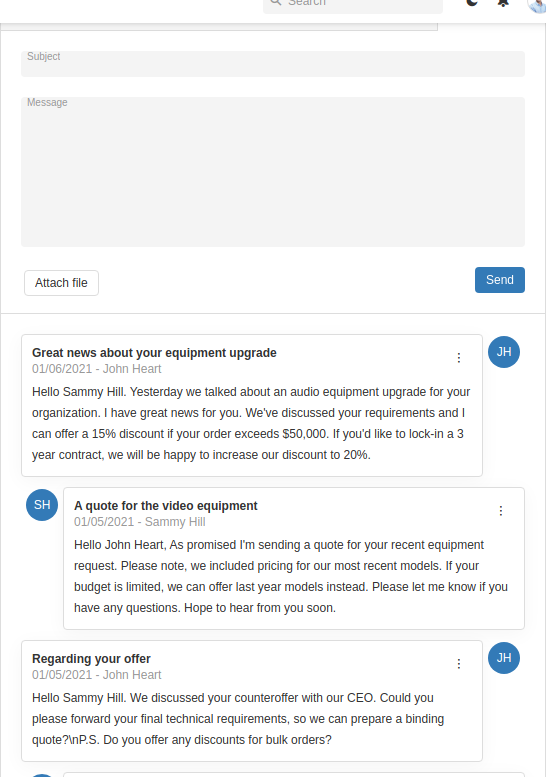 Search
Subject
Message
Attach file
Send
Great news about your equipment upgrade
01/06/2021 - John Heart
JH
Hello Sammy Hill. Yesterday we talked about an audio equipment upgrade for your
organization. I have great news for you. We've discussed your requirements and I
can offer a 15% discount if your order exceeds $50,000. If you'd like to lock-in a 3
year contract, we will be happy to increase our discount to 20%.
SH
A quote for the video equipment
01/05/2021 - Sammy Hill
Hello John Heart, As promised I'm sending a quote for your recent equipment
request. Please note, we included pricing for our most recent models. If your
budget is limited, we can offer last year models instead. Please let me know if you
have any questions. Hope to hear from you soon.
Regarding your offer
01/05/2021 - John Heart
JH
Hello Sammy Hill. We discussed your counteroffer with our CEO. Could you
please forward your final technical requirements, so we can prepare a binding
quote?\nP.S. Do you offer any discounts for bulk orders?